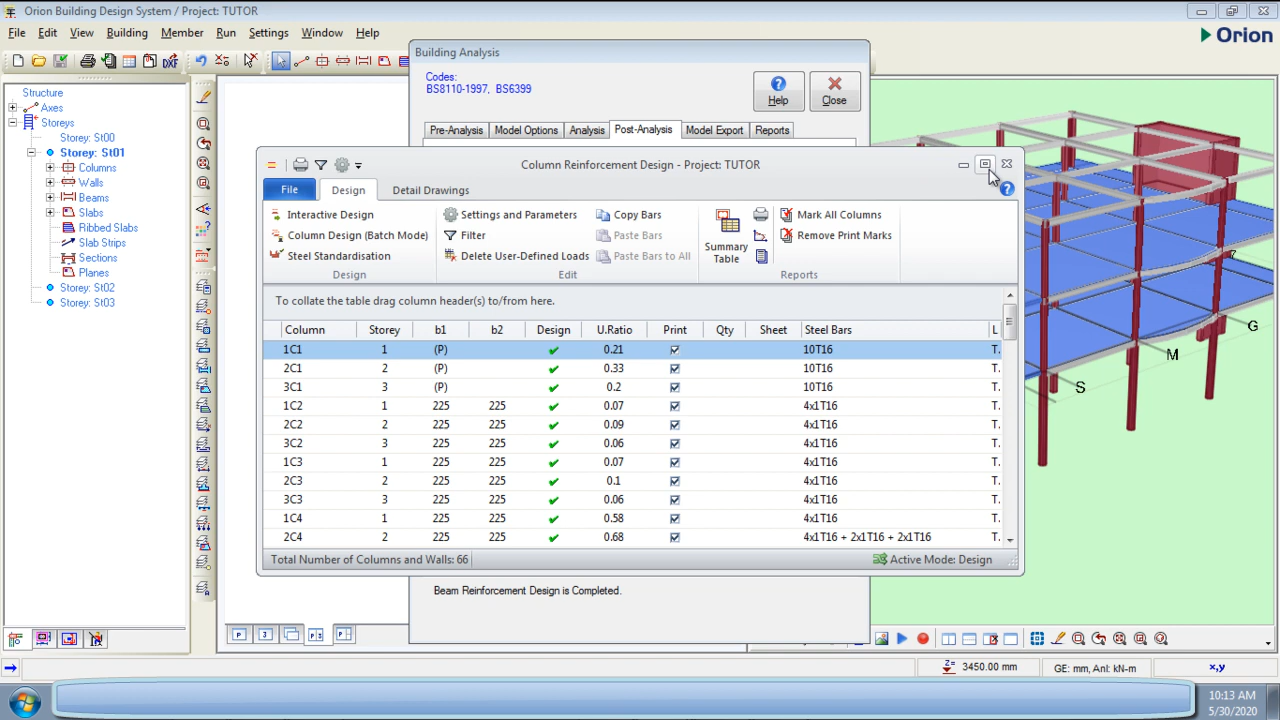 Orion Building Design System / Project: TUTOR
File Edit View Building Member Run Settings Window Help
Orion
DXF
Structure
Axes
Storeys
Storey: St00
Storey: St01
Columns
Walls
Beams
Slabs
Ribbed Slabs
Slab Strips
Sections
Planes
Storey: St02
Storey: St03
Building Analysis
Codes:
BS8110-1997, BS6399
Help
Close
Pre-Analysis Model Options Analysis Post-Analysis Model Export Reports
Column Reinforcement Design - Project: TUTOR
File Design Detail Drawings
Interactive Design
Column Design (Batch Mode)
Steel Standardisation
Design
Settings and Parameters
Filter
Delete User-Defined Loads
Copy Bars
Paste Bars
Paste Bars to All
Edit
Summary
Table
Mark All Columns
Remove Print Marks
Reports
To collate the table drag column header(s) to/from here.
Column Storey b1 b2 Design U.Ratio Print Qty Sheet Steel Bars L
1C1 1 (P) 0.21 10T16 T.
2C1 2 (P) 0.33 10T16 T.
3C1 3 (P) 0.2 10T16 T.
1C2 1 225 225 0.07 4x1T16 T.
2C2 2 225 225 0.09 4x1T16 T.
3C2 3 225 225 0.06 4x1T16 T.
1C3 1 225 225 0.07 4x1T16 T.
2C3 2 225 225 0.1 4x1T16 T.
3C3 3 225 225 0.06 4x1T16 T.
1C4 1 225 225 0.58 4x1T16 T.
2C4 2 225 225 0.68 4x1T16 + 2x1T16 + 2x1T16 T.
Total Number of Columns and Walls: 66
Active Mode: Design
Beam Reinforcement Design is Completed.
7
G
M
S
Z= 3450.00 mm
GE: mm, Anl: kN-m
x,y
10:13 AM
5/30/2020